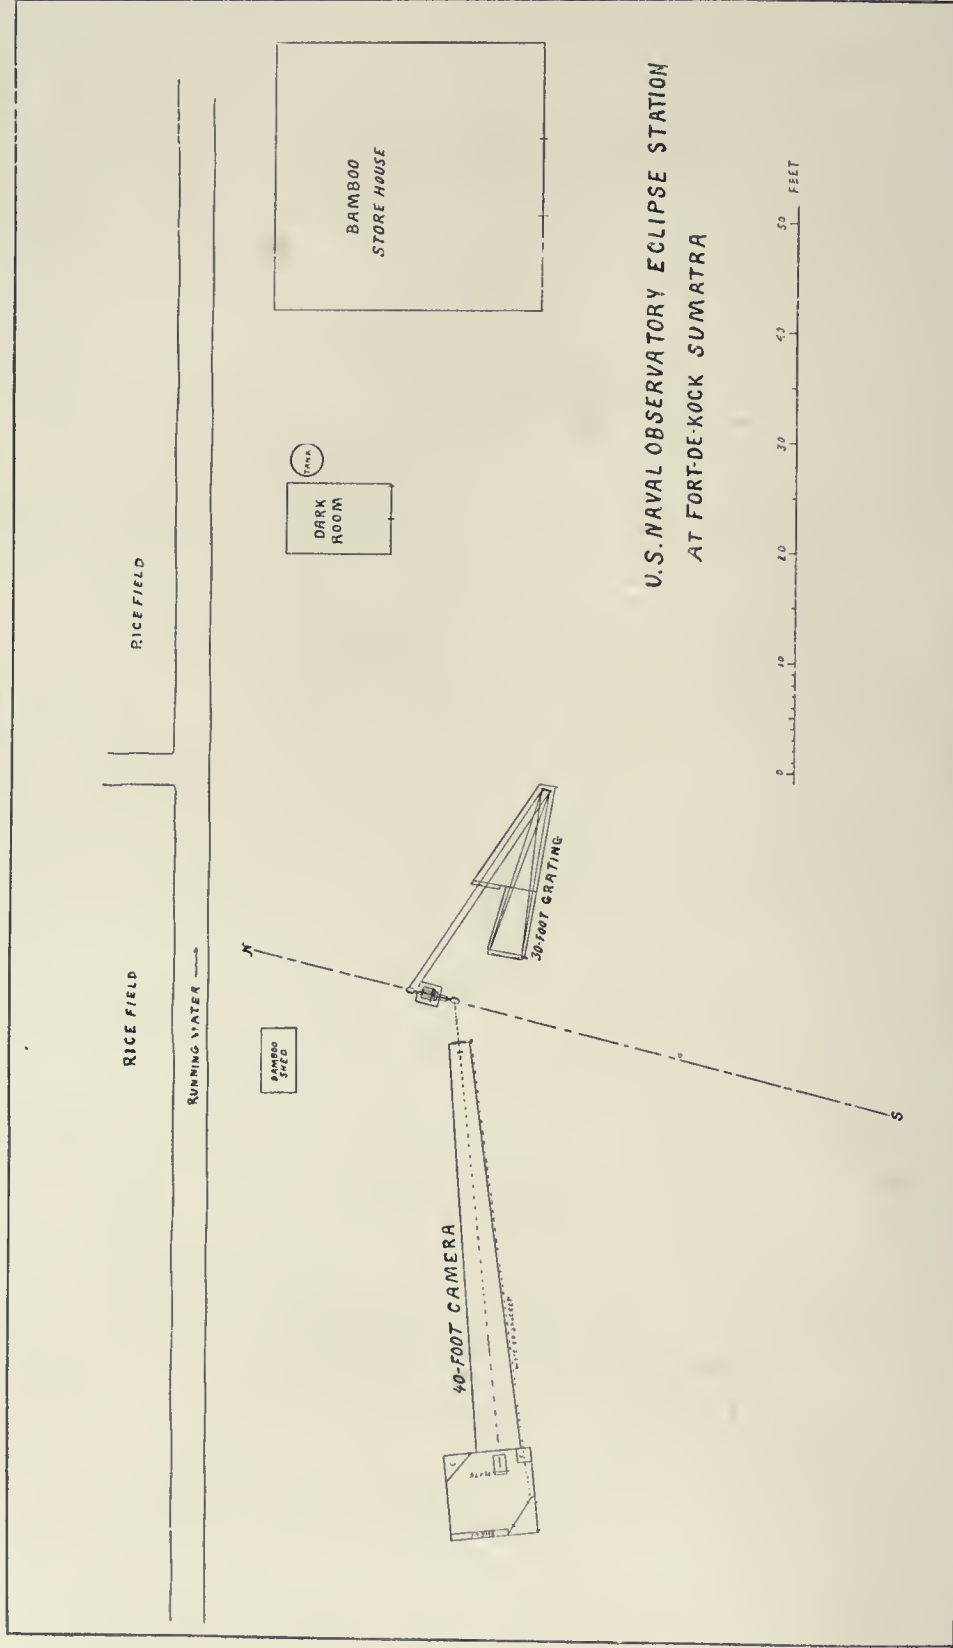 RICE FIELD
RICE FIELD
RUNNING WATER
BAMBOO
SHED
N
S
40-FOOT CAMERA
PLATE
C
30-FOOT GRATING
DARK
ROOM
TANK
BAMBOO
STORE HOUSE
U.S. NAVAL OBSERVATORY ECLIPSE STATION
AT FORT-DE-KOCK SUMATRA
0 10 20 30 40 50 FEET